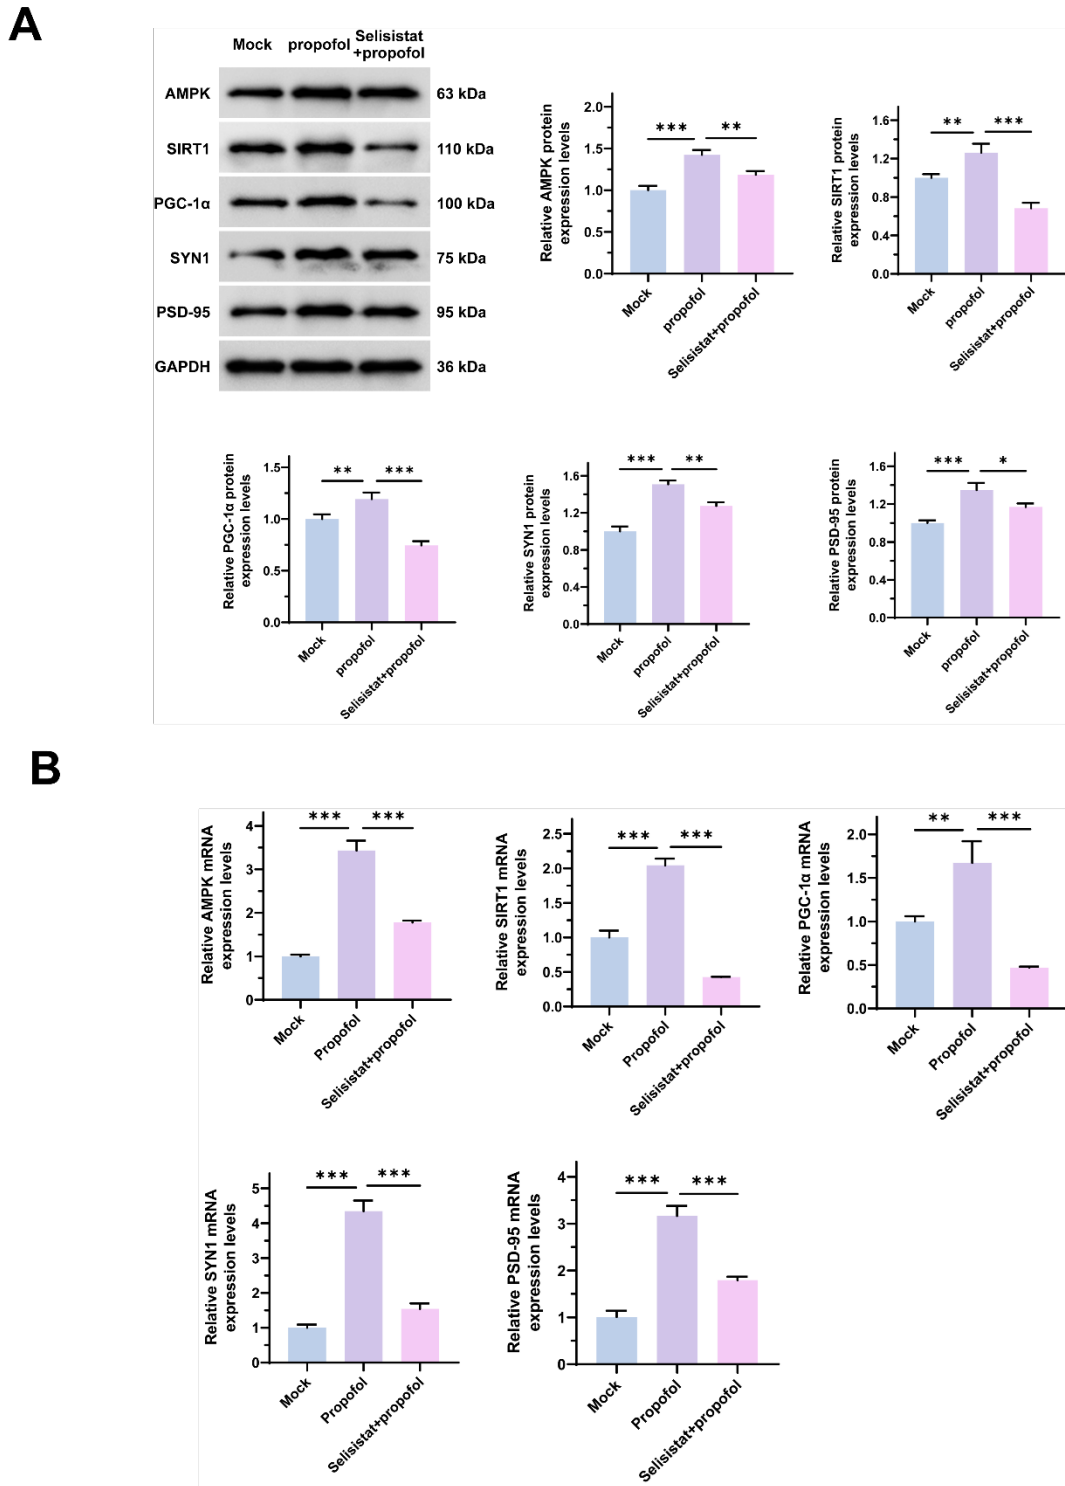 A
Mock propofol Selisistat
+propofol
AMPK 63 kDa
SIRT1 110 kDa
PGC-1α 100 kDa
SYN1 75 kDa
PSD-95 95 kDa
GAPDH 36 kDa
Relative AMPK protein
expression levels
2.0
1.5
1.0
0.5
0.0
*** **
Mock
propofol
Selisistat+propofol
Relative SIRT1 protein
expression levels
1.6
1.2
0.8
0.4
0.0
** ***
Mock
propofol
Selisistat+propofol
Relative PGC-1α protein
expression levels
1.5
1.0
0.5
0.0
** ***
Mock
propofol
Selisistat+propofol
Relative SYN1 protein
expression levels
1.6
1.2
0.8
0.4
0.0
*** **
Mock
propofol
Selisistat+propofol
Relative PSD-95 protein
expression levels
1.6
1.2
0.8
0.4
0.0
*** *
Mock
propofol
Selisistat+propofol
B
Relative AMPK mRNA
expression levels
4
3
2
1
0
*** ***
Mock
Propofol
Selisistat+propofol
Relative SIRT1 mRNA
expression levels
2.5
2.0
1.5
1.0
0.5
0.0
*** ***
Mock
Propofol
Selisistat+propofol
Relative PGC-1α mRNA
expression levels
2.0
1.5
1.0
0.5
0.0
** ***
Mock
Propofol
Selisistat+propofol
Relative SYN1 mRNA
expression levels
5
4
3
2
1
0
*** ***
Mock
Propofol
Selisistat+propofol
Relative PSD-95 mRNA
expression levels
4
3
2
1
0
*** ***
Mock
Propofol
Selisistat+propofol